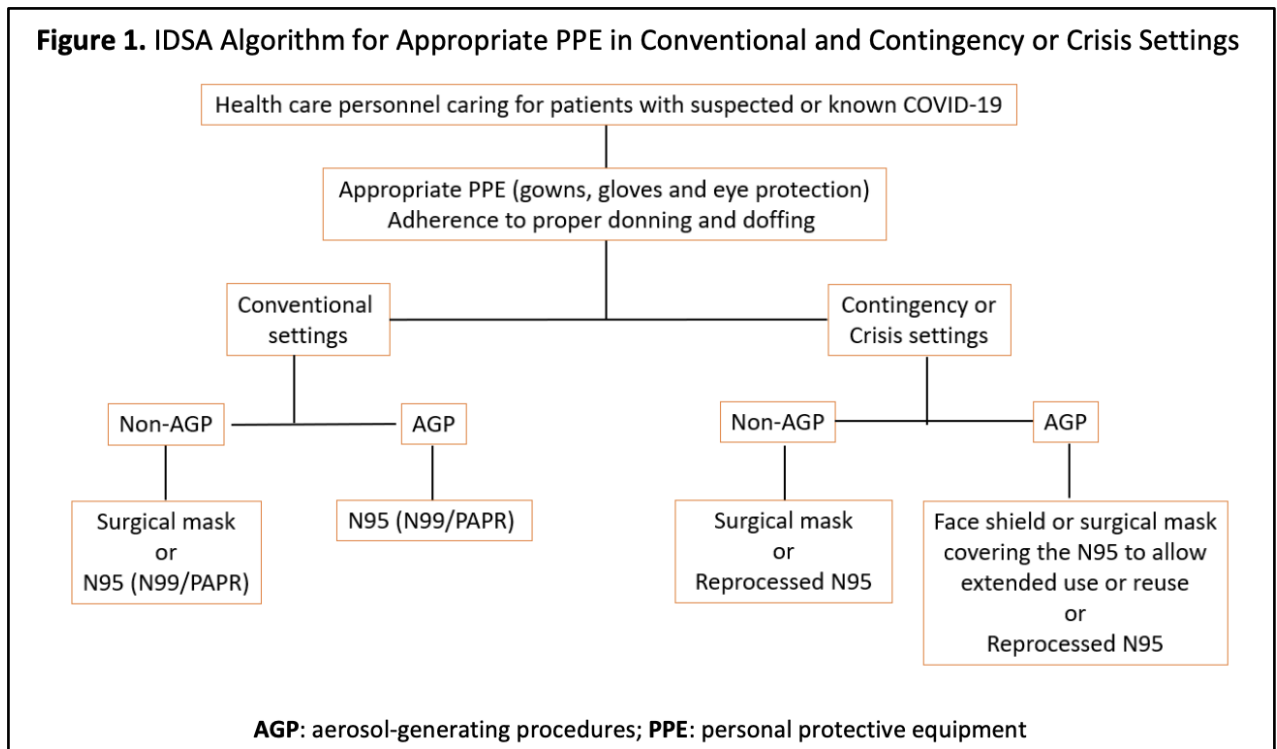 Figure 1. IDSA Algorithm for Appropriate PPE in Conventional and Contingency or Crisis Settings
Health care personnel caring for patients with suspected or known COVID-19
Appropriate PPE (gowns, gloves and eye protection)
Adherence to proper donning and doffing
Conventional
settings
Contingency or
Crisis settings
Non-AGP
AGP
Non-AGP
AGP
Surgical mask
or
N95 (N99/PAPR)
N95 (N99/PAPR)
Surgical mask
or
Reprocessed N95
Face shield or surgical mask
covering the N95 to allow
extended use or reuse
or
Reprocessed N95
AGP: aerosol-generating procedures; PPE: personal protective equipment